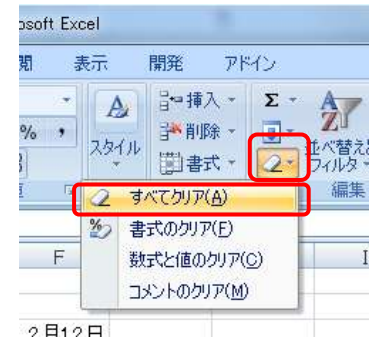 osoft Excel
表示 開発 アドイン
挿入 Σ
% , スタイル 削除 並べ替えと
書式 フィルタ
編集
すべてクリア(A)
書式のクリア(F)
F 数式と値のクリア(C) I
コメントのクリア(M)
2月12日